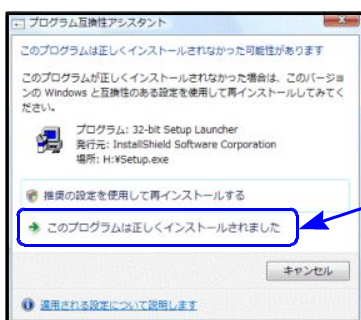 プログラム互換性アシスタント
このプログラムは正しくインストールされなかった可能性があります
このプログラムが正しくインストールされなかった場合は、このバージョ
ンの Windows と互換性のある設定を使用して再インストールしてみてく
ださい。
プログラム: 32-bit Setup Launcher
発行元: InstallShield Software Corporation
場所: H:¥Setup.exe
推奨の設定を使用して再インストールする
このプログラムは正しくインストールされました
キャンセル
適用される設定について説明します